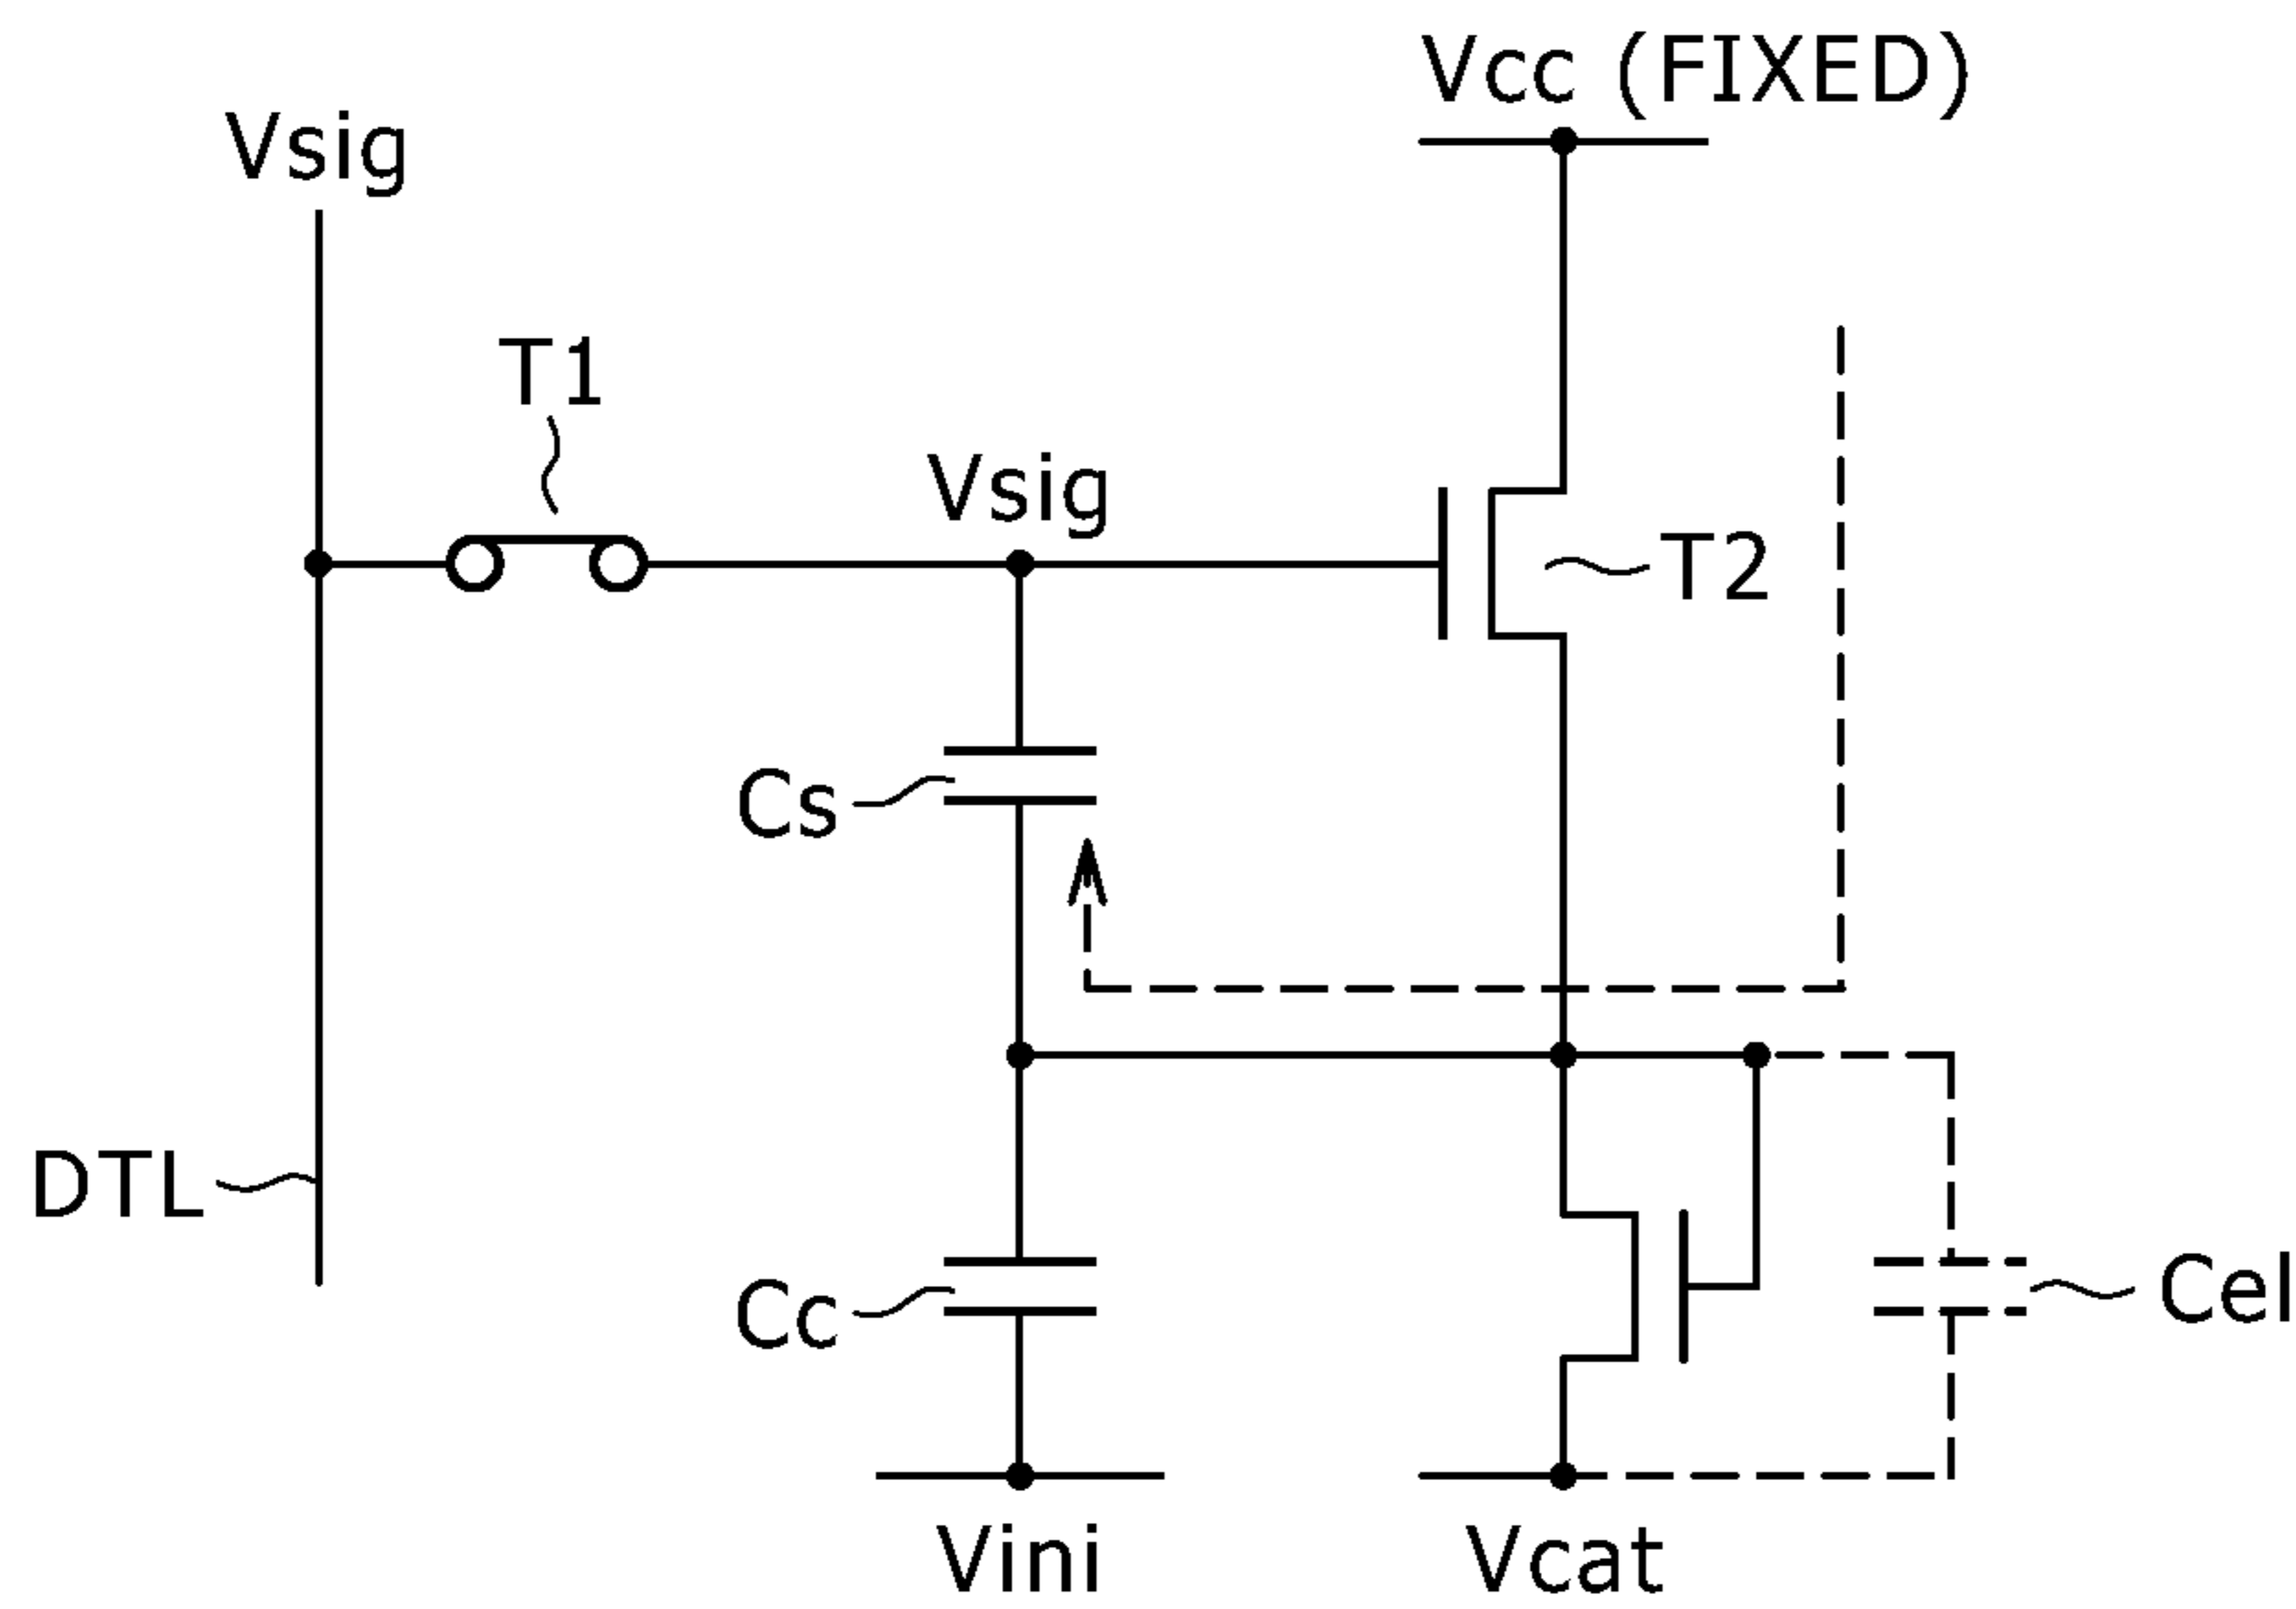 Vcc (FIXED)
Vsig
T1
Vsig
T2
Cs
DTL
Cc
Cel
Vini
Vcat